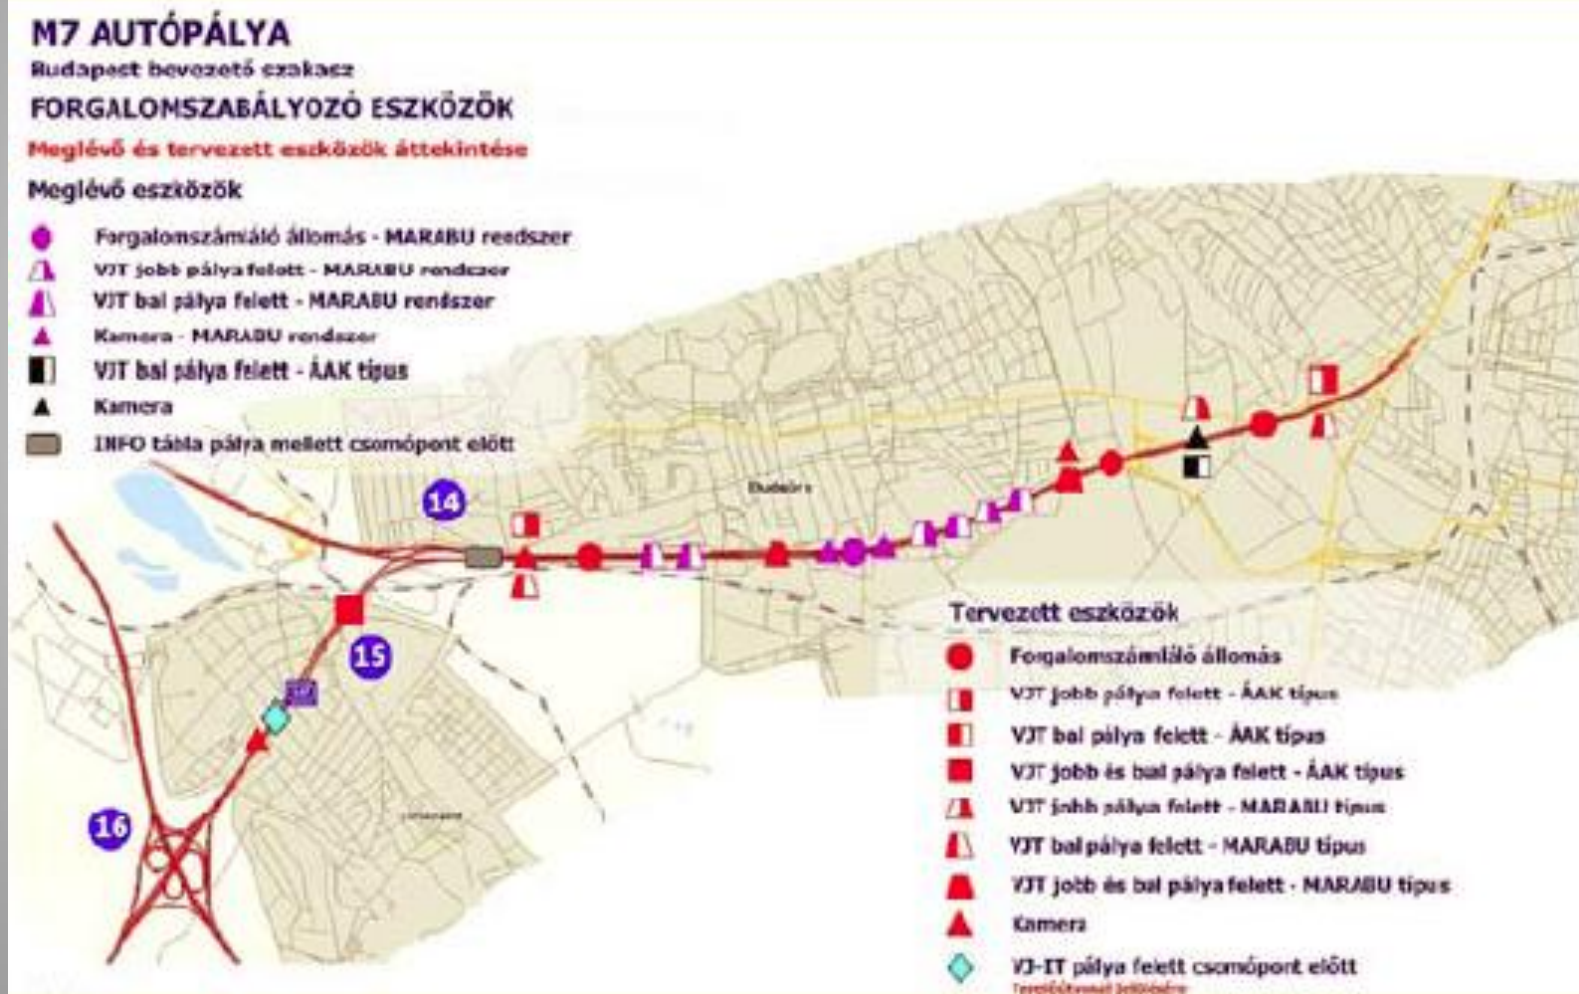 M7 AUTÓPÁLYA
Budapest bevezető szakasz
FORGALOMSZABÁLYOZÓ ESZKÖZÖK
Meglévő és tervezett eszközök áttekintése
Meglévő eszközök
Forgalomszámláló állomás - MARABU rendszer
VJT jobb pálya felett - MARABU rendszer
VJT bal pálya felett - MARABU rendszer
Kamera - MARABU rendszer
VJT bal pálya felett - ÁAK típus
Kamera
INFO tábla pálya mellett csomópont előtt
14
Budaörs
15
16
Tervezett eszközök
Forgalomszámláló állomás
VJT jobb pálya felett - ÁAK típus
VJT bal pálya felett - ÁAK típus
VJT jobb és bal pálya felett - ÁAK típus
VJT jobb pálya felett - MARABU típus
VJT bal pálya felett - MARABU típus
VJT jobb és bal pálya felett - MARABU típus
Kamera
VJ-IT pálya felett csomópont előtt